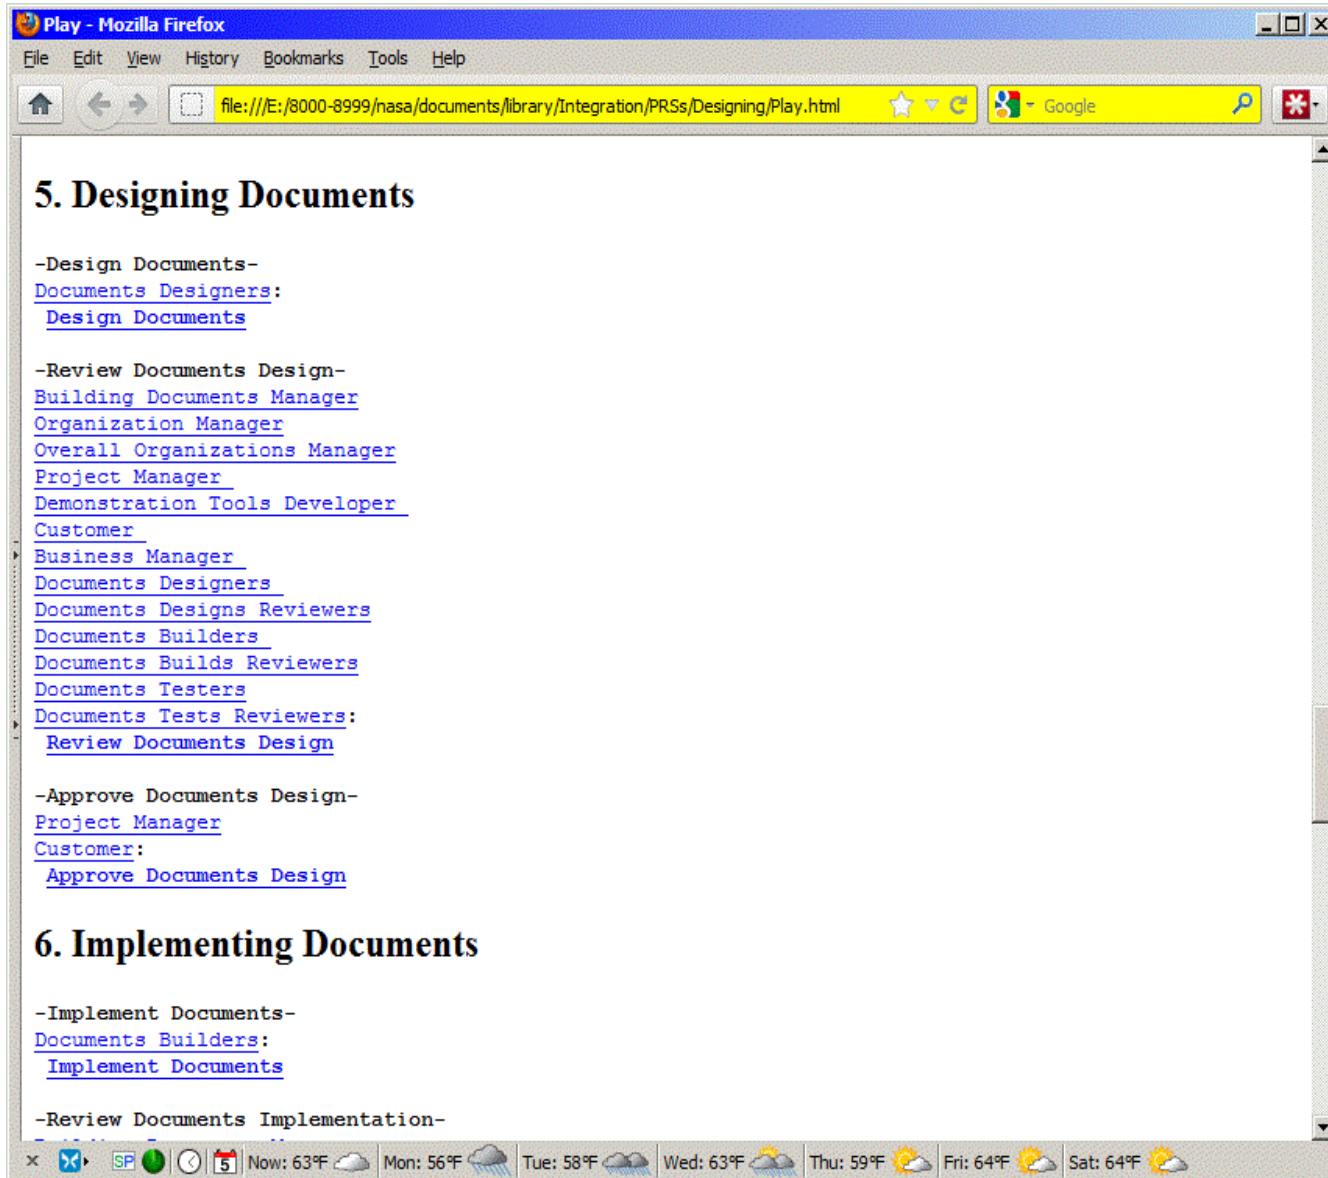 Play - Mozilla Firefox
File Edit View History Bookmarks Tools Help
file:///E:/8000-8999/nasa/documents/library/Integration/PRSs/Designing/Play.html Google
5. Designing Documents
-Design Documents-
Documents Designers:
Design Documents
-Review Documents Design-
Building Documents Manager
Organization Manager
Overall Organizations Manager
Project Manager
Demonstration Tools Developer
Customer
Business Manager
Documents Designers
Documents Designs Reviewers
Documents Builders
Documents Builds Reviewers
Documents Testers
Documents Tests Reviewers:
Review Documents Design
-Approve Documents Design-
Project Manager
Customer:
Approve Documents Design
6. Implementing Documents
-Implement Documents-
Documents Builders:
Implement Documents
-Review Documents Implementation-
SP 5 Now: 63°F Mon: 56°F Tue: 58°F Wed: 63°F Thu: 59°F Fri: 64°F Sat: 64°F